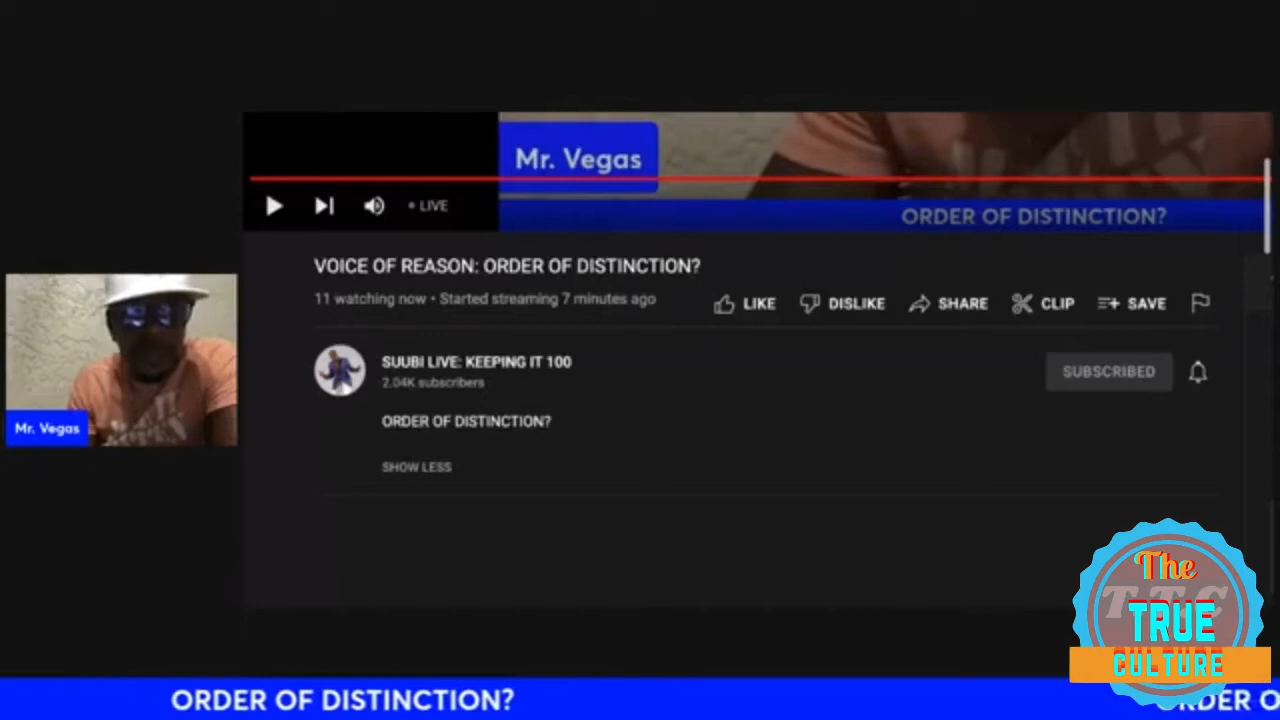 Mr. Vegas
LIVE
ORDER OF DISTINCTION?
VOICE OF REASON: ORDER OF DISTINCTION?
11 watching now • Started streaming 7 minutes ago
LIKE
DISLIKE
SHARE
CLIP
SAVE
SUUBI LIVE: KEEPING IT 100
2.04K subscribers
SUBSCRIBED
ORDER OF DISTINCTION?
SHOW LESS
Mr. Vegas
The
T.T.C
TRUE
CULTURE
ORDER OF DISTINCTION?
ORDER O